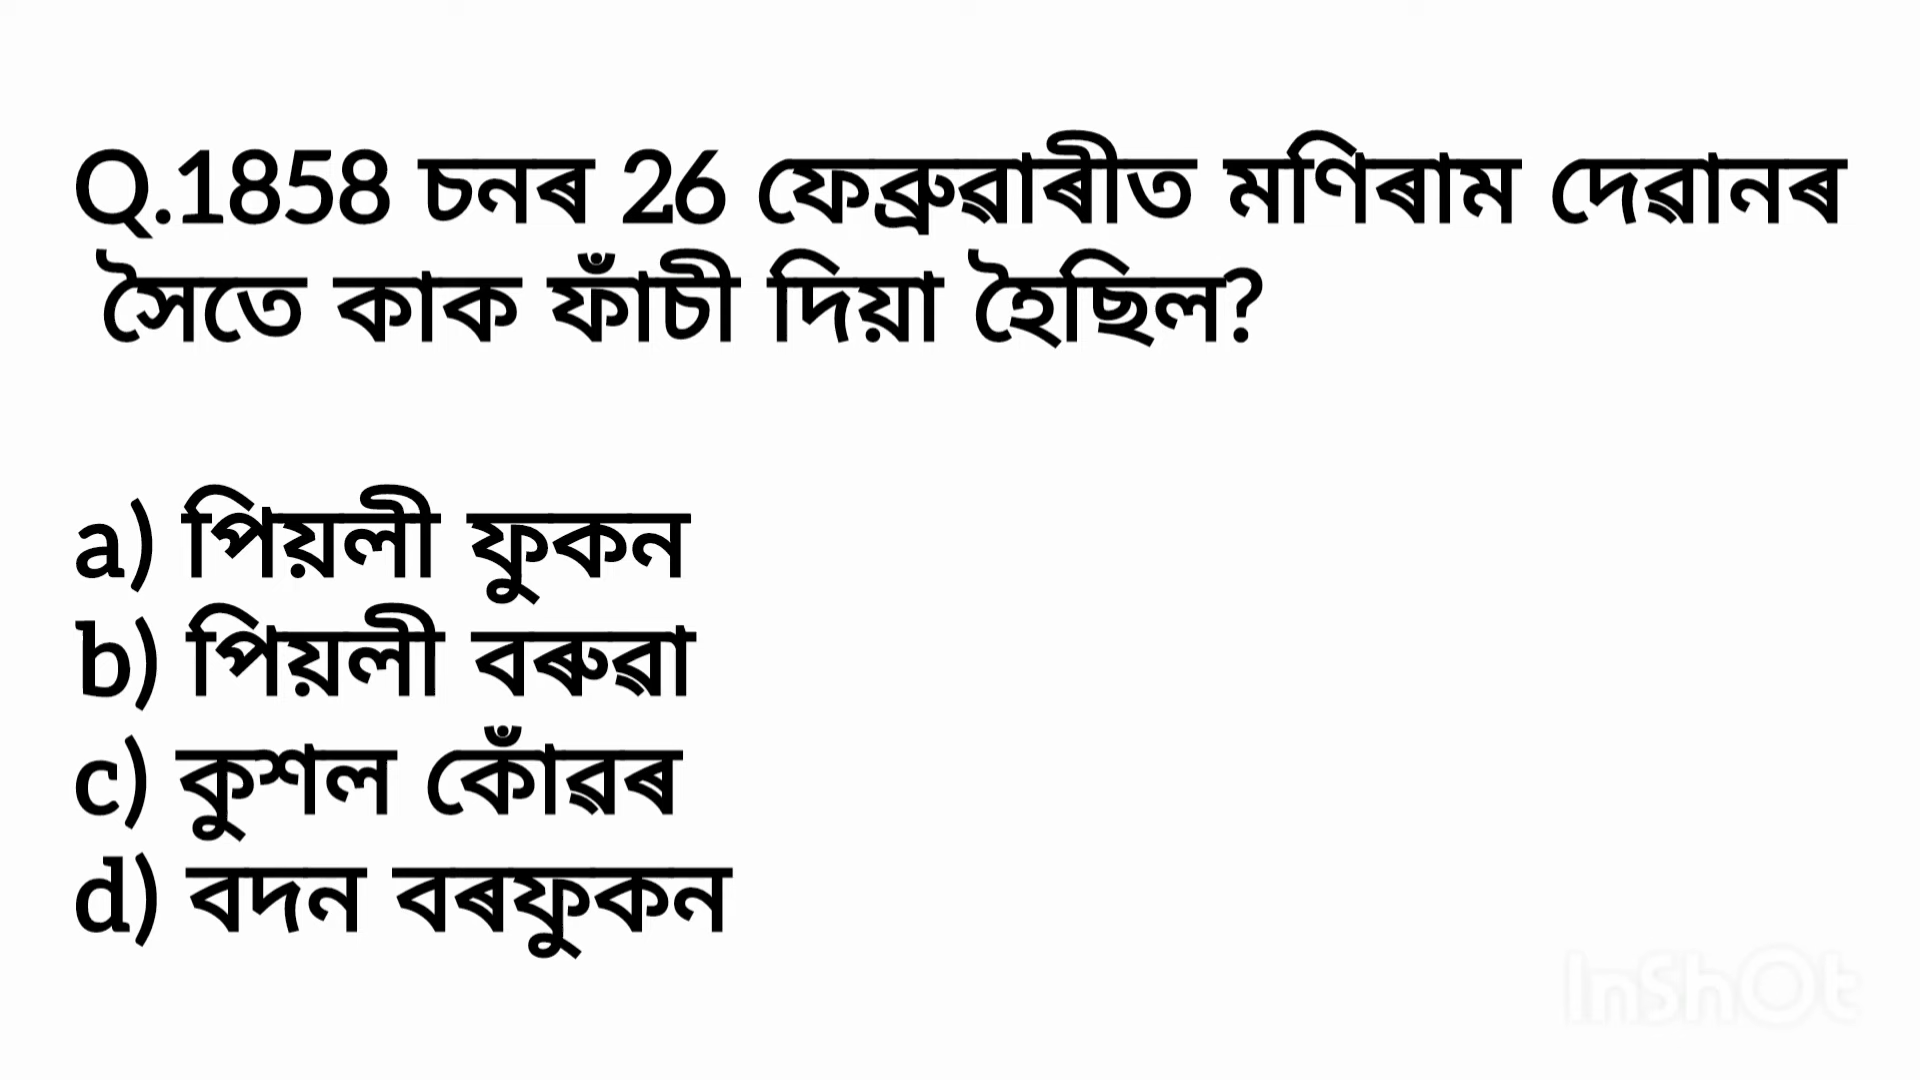 Q.1858 চনৰ 26 ফেব্ৰুৱাৰীত মণিৰাম দেৱানৰ
সৈতে কাক ফাঁচী দিয়া হৈছিল?
a) পিয়লী ফুকন
b) পিয়লী বৰুৱা
c) কুশল কোঁৱৰ
d) বদন বৰফুকন
InShOt